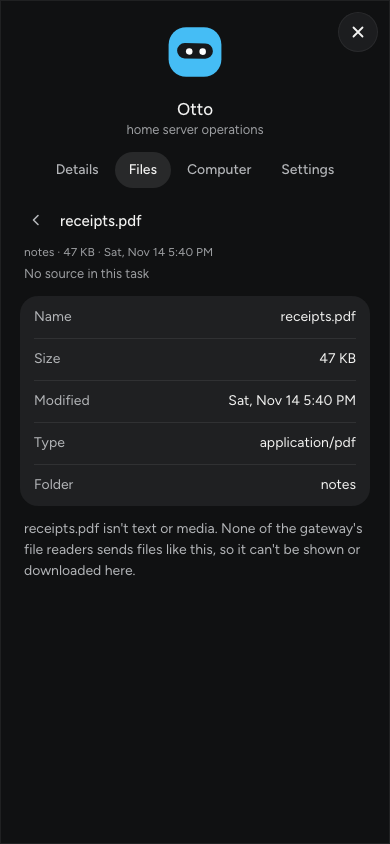 Otto
home server operations
Details Files Computer Settings
receipts.pdf
notes · 47 KB · Sat, Nov 14 5:40 PM
No source in this task
Name receipts.pdf
Size 47 KB
Modified Sat, Nov 14 5:40 PM
Type application/pdf
Folder notes
receipts.pdf isn't text or media. None of the gateway's
file readers sends files like this, so it can't be shown or
downloaded here.